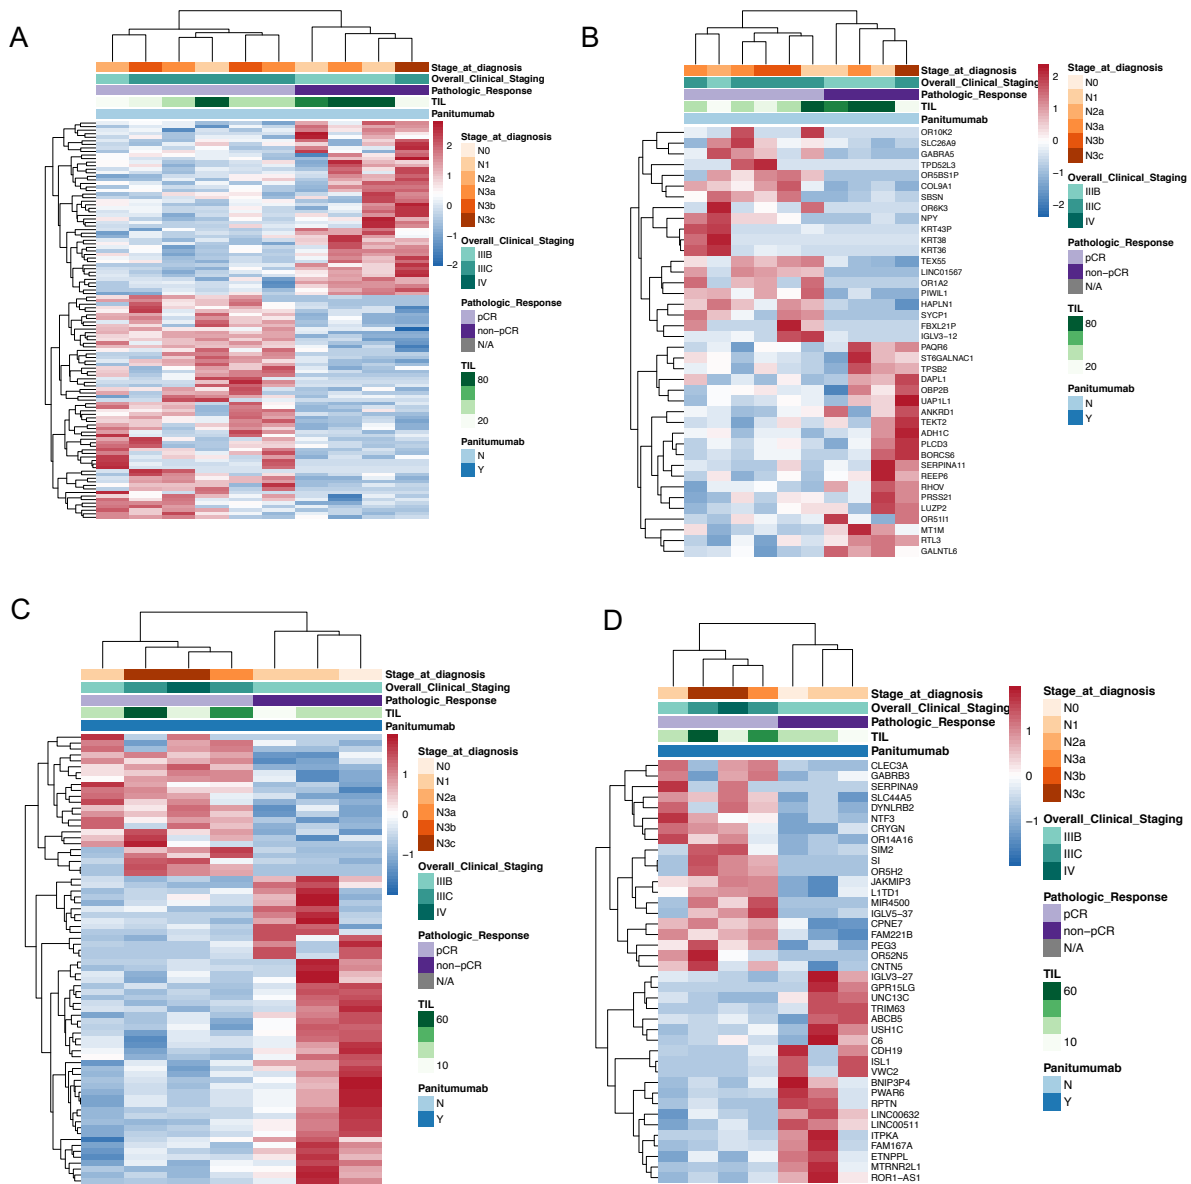 A
Stage_at_diagnosis
Overall_Clinical_Staging
Pathologic_Response
TIL
Panitumumab
2
1
0
−1
−2
Stage_at_diagnosis
N0
N1
N2a
N3a
N3b
N3c
Overall_Clinical_Staging
IIIB
IIIC
IV
Pathologic_Response
pCR
non−pCR
N/A
TIL
80
20
Panitumumab
N
Y
B
Stage_at_diagnosis
Overall_Clinical_Staging
Pathologic_Response
TIL
Panitumumab
OR10K2
SLC26A9
GABRA5
TPD52L3
OR5BS1P
COL9A1
SBSN
OR6K3
NPY
KRT43P
KRT38
KRT36
TEX55
LINC01567
OR1A2
PIWIL1
HAPLN1
SYCP1
FBXL21P
IGLV3−12
PAQR6
ST6GALNAC1
TPSB2
DAPL1
OBP2B
UAP1L1
ANKRD1
TEKT2
ADH1C
PLCD3
BORCS6
SERPINA11
REEP6
RHOV
PRSS21
LUZP2
OR51I1
MT1M
RTL3
GALNTL6
2
1
0
−1
−2
Stage_at_diagnosis
N0
N1
N2a
N3a
N3b
N3c
Overall_Clinical_Staging
IIIB
IIIC
IV
Pathologic_Response
pCR
non−pCR
N/A
TIL
80
20
Panitumumab
N
Y
C
Stage_at_diagnosis
Overall_Clinical_Staging
Pathologic_Response
TIL
Panitumumab
1
0
−1
Stage_at_diagnosis
N0
N1
N2a
N3a
N3b
N3c
Overall_Clinical_Staging
IIIB
IIIC
IV
Pathologic_Response
pCR
non−pCR
N/A
TIL
60
10
Panitumumab
N
Y
D
Stage_at_diagnosis
Overall_Clinical_Staging
Pathologic_Response
TIL
Panitumumab
CLEC3A
GABRB3
SERPINA9
SLC44A5
DYNLRB2
NTF3
CRYGN
OR14A16
SIM2
SI
OR5H2
JAKMIP3
L1TD1
MIR4500
IGLV5−37
CPNE7
FAM221B
PEG3
OR52N5
CNTN5
IGLV3−27
GPR15LG
UNC13C
TRIM63
ABCB5
USH1C
C6
CDH19
ISL1
VWC2
BNIP3P4
PWAR6
RPTN
LINC00632
LINC00511
ITPKA
FAM167A
ETNPPL
MTRNR2L1
ROR1−AS1
1
0
−1
Stage_at_diagnosis
N0
N1
N2a
N3a
N3b
N3c
Overall_Clinical_Staging
IIIB
IIIC
IV
Pathologic_Response
pCR
non−pCR
N/A
TIL
60
10
Panitumumab
N
Y